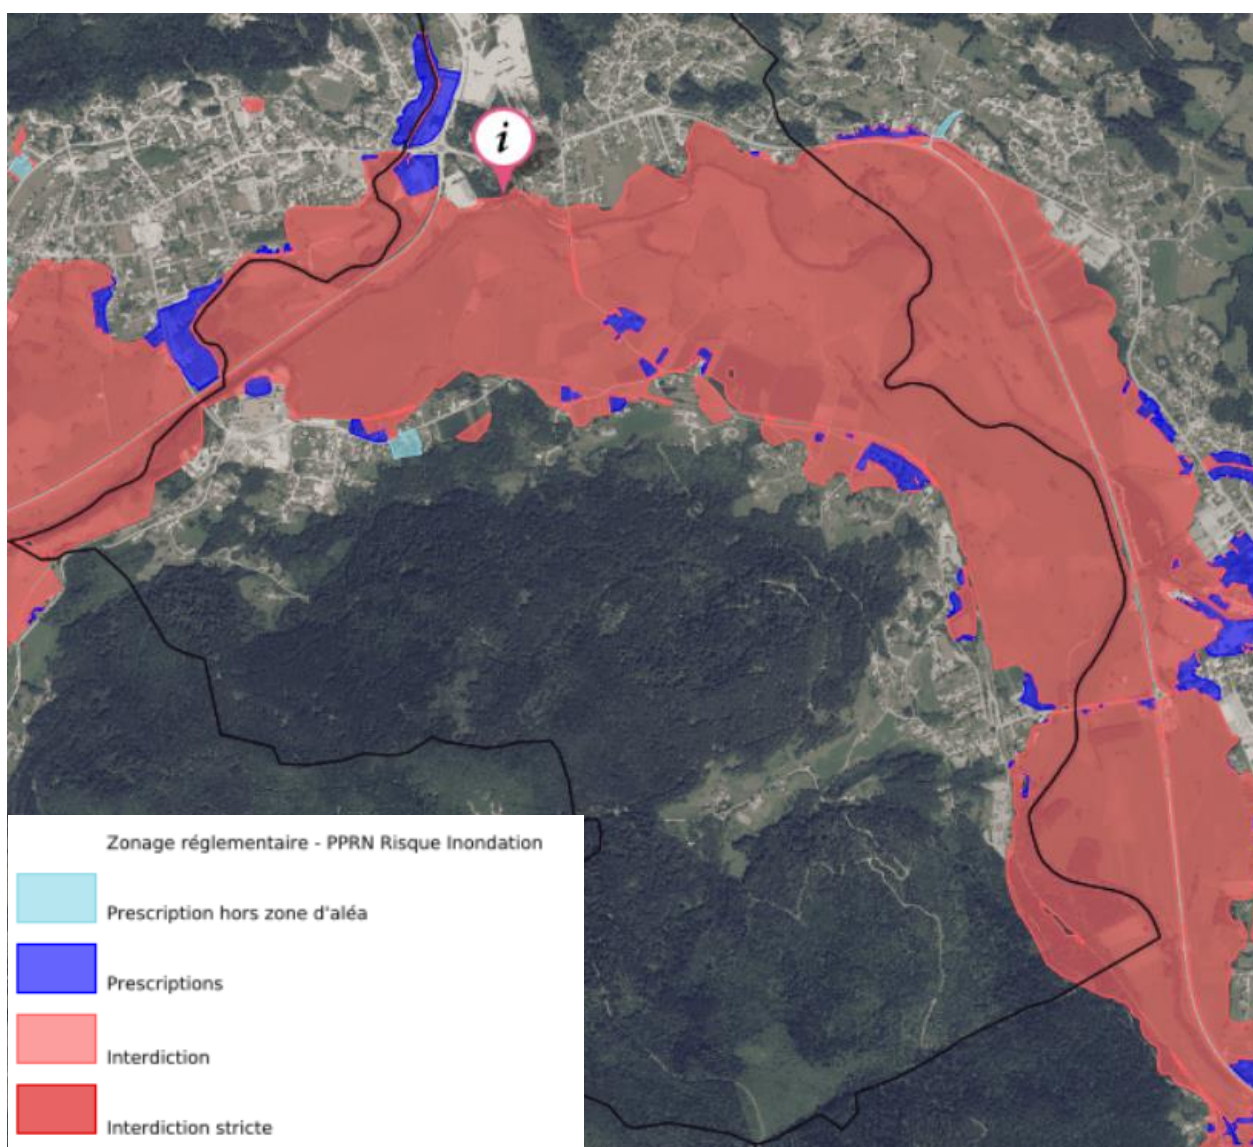 i
Zonage réglementaire - PPRN Risque Inondation
Prescription hors zone d'aléa
Prescriptions
Interdiction
Interdiction stricte